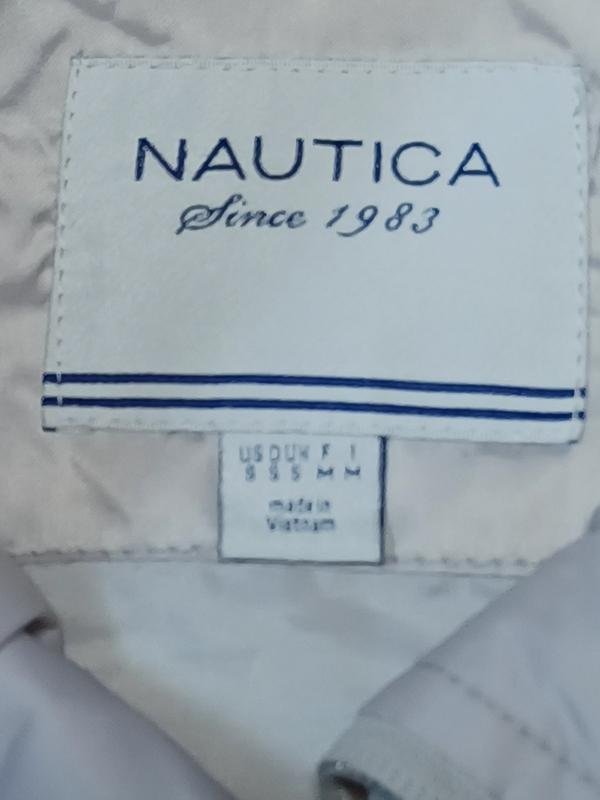 NAUTICA
Since 1983
US D UK F I
S S S M M
made in
Vietnam